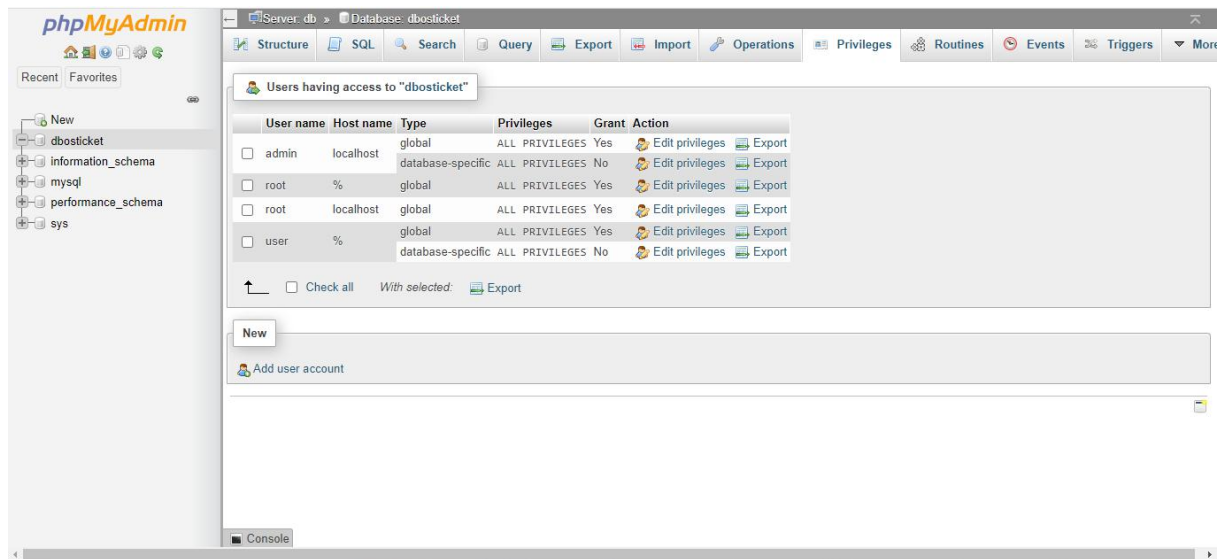 phpMyAdmin
Recent Favorites
New
dbosticket
information_schema
mysql
performance_schema
sys
Server: db » Database: dbosticket
Structure SQL Search Query Export Import Operations Privileges Routines Events Triggers More
Users having access to "dbosticket"
User name Host name Type Privileges Grant Action
admin localhost global ALL PRIVILEGES Yes Edit privileges Export
database-specific ALL PRIVILEGES No Edit privileges Export
root % global ALL PRIVILEGES Yes Edit privileges Export
root localhost global ALL PRIVILEGES Yes Edit privileges Export
user % global ALL PRIVILEGES Yes Edit privileges Export
database-specific ALL PRIVILEGES No Edit privileges Export
Check all With selected: Export
New
Add user account
Console